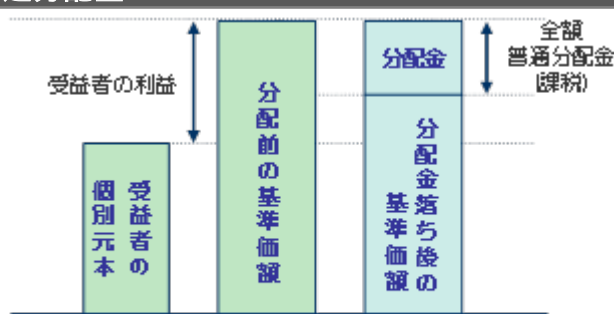 全額
普通分配金
(課税)
受益者の利益
分配金
分配前の基準価額
分配金落ち後の
基準価額
受益者の
個別元本